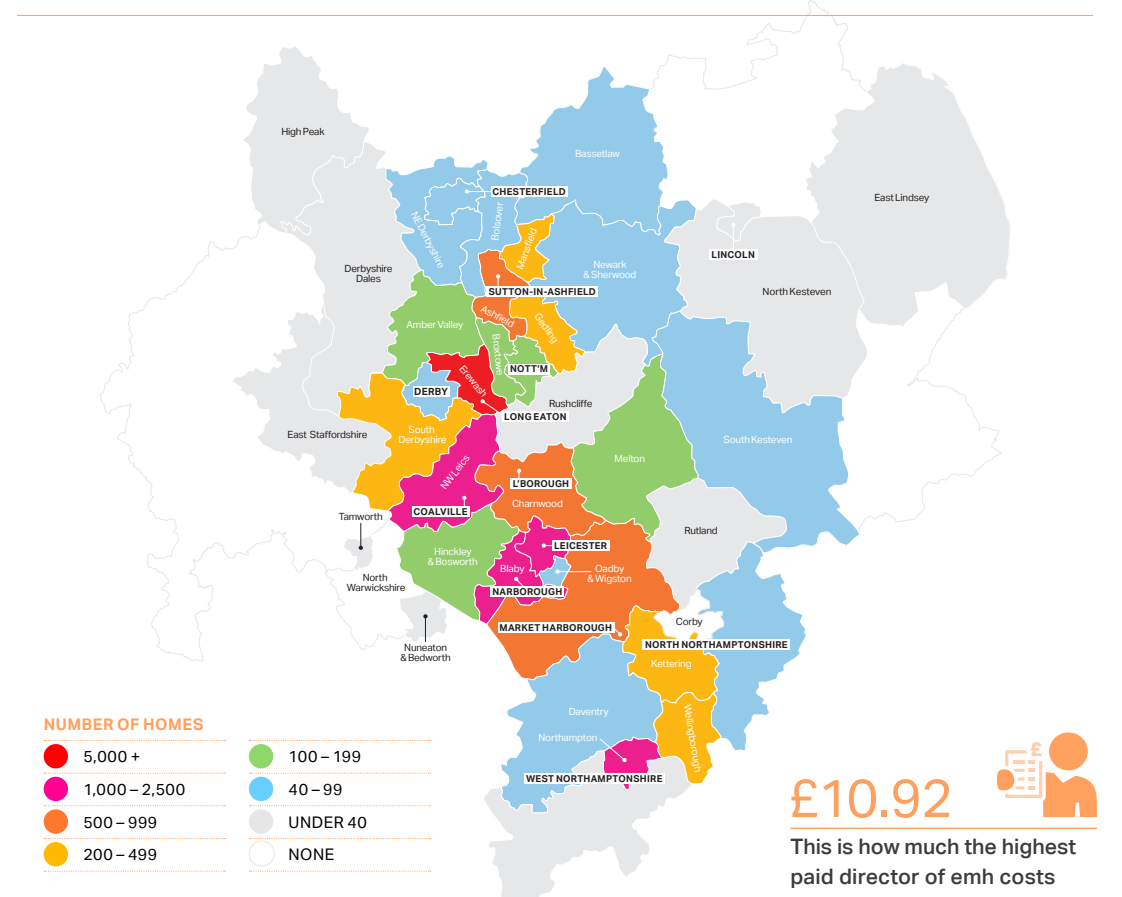 High Peak
Bassetlaw
CHESTERFIELD
East Lindsey
Bolsover
NE Derbyshire
Mansfield
LINCOLN
Derbyshire
Dales
Newark
& Sherwood
SUTTON-IN-ASHFIELD
North Kesteven
Ashfield
Gedling
Amber Valley
Broxtowe
NOTT'M
Erewash
DERBY
Rushcliffe
LONG EATON
East Staffordshire
South
Derbyshire
South Kesteven
Melton
NW Leics
L'BOROUGH
Charnwood
COALVILLE
Tamworth
Rutland
LEICESTER
Hinckley
& Bosworth
Blaby
Oadby
& Wigston
North
Warwickshire
NARBOROUGH
Corby
MARKET HARBOROUGH
NORTH NORTHAMPTONSHIRE
Nuneaton
& Bedworth
Kettering
Daventry
Wellingborough
Northampton
WEST NORTHAMPTONSHIRE
NUMBER OF HOMES
5,000 +
1,000 – 2,500
500 – 999
200 – 499
100 – 199
40 – 99
UNDER 40
NONE
£
£10.92
This is how much the highest
paid director of emh costs